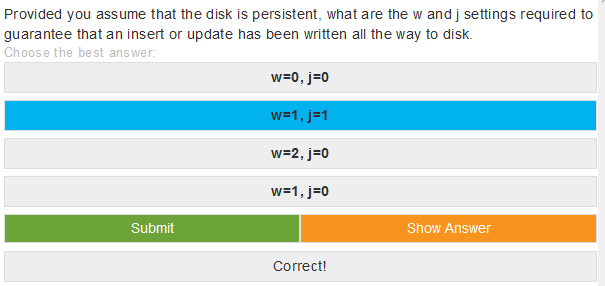 Provided you assume that the disk is persistent, what are the w and j settings required to
guarantee that an insert or update has been written all the way to disk.
Choose the best answer:
w=0, j=0
w=1, j=1
w=2, j=0
w=1, j=0
Submit Show Answer
Correct!